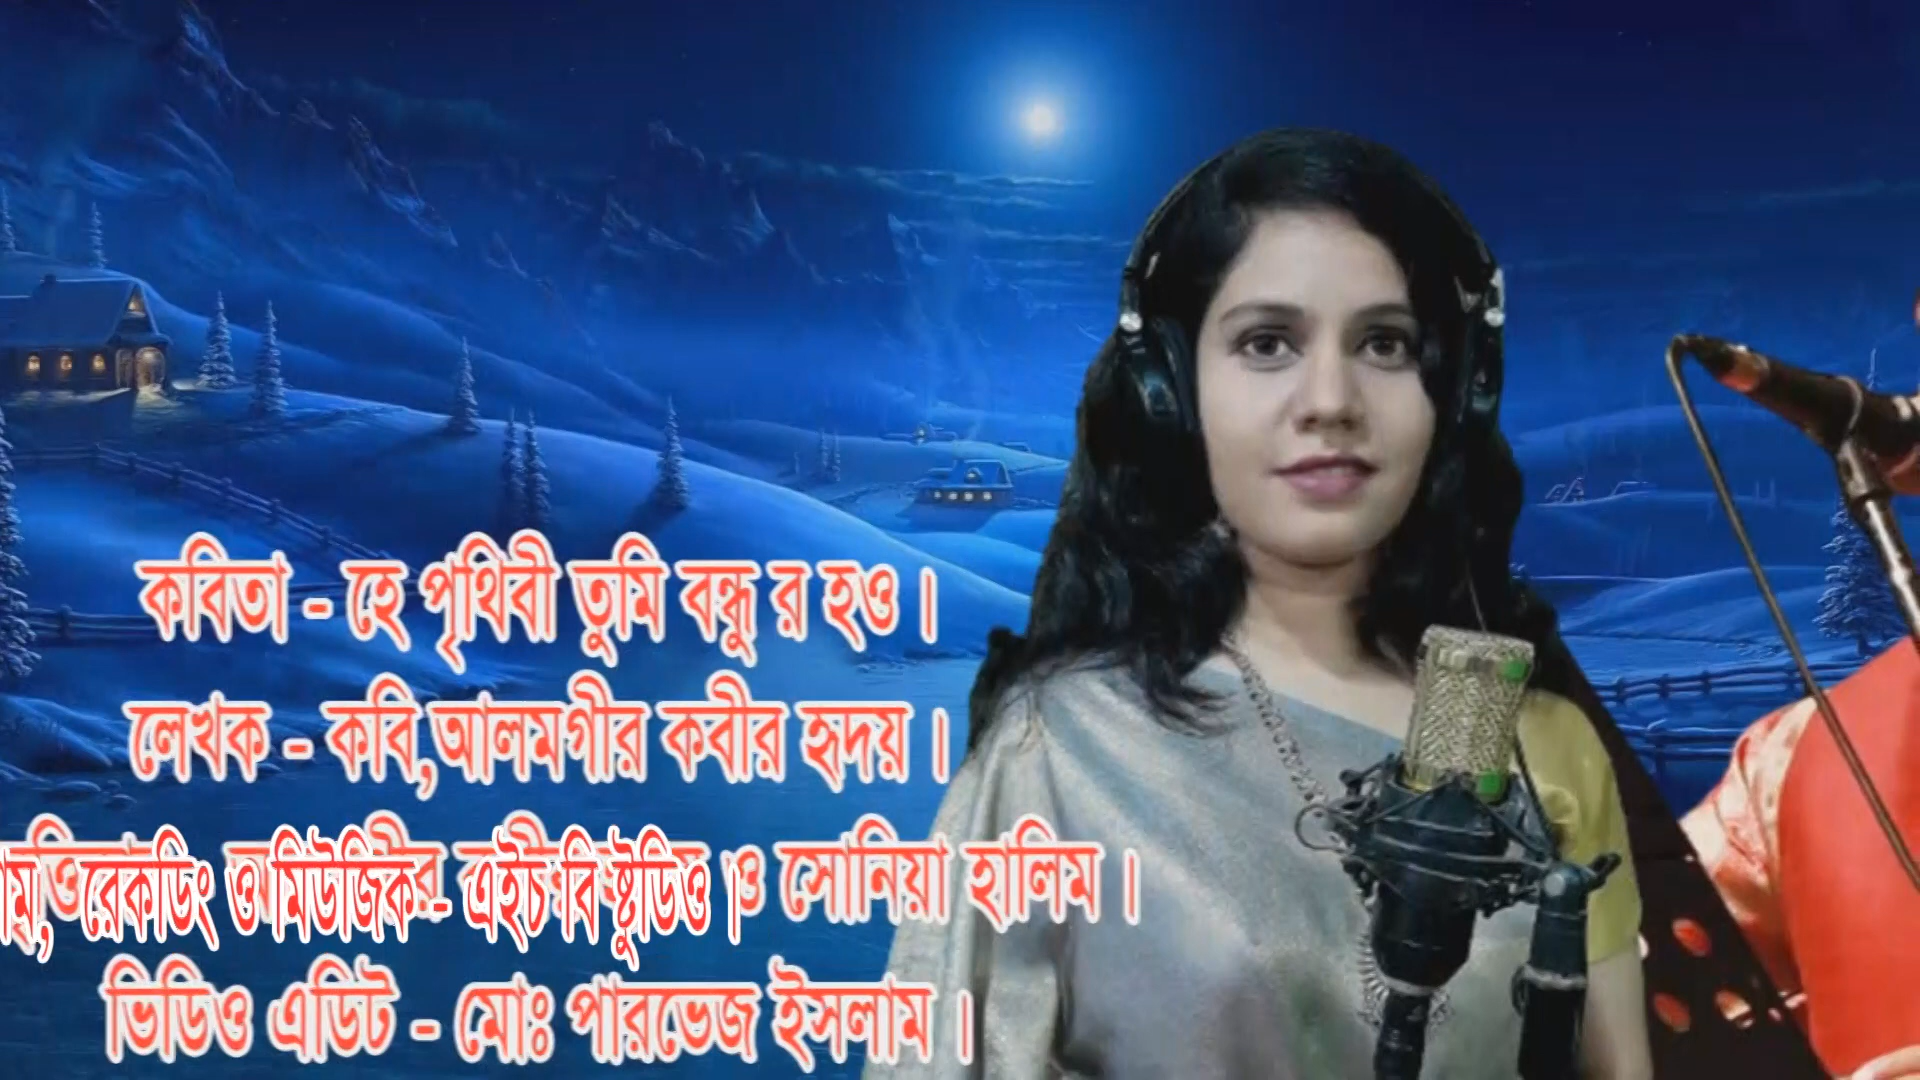 কবিতা - হে পৃথিবী তুমি বন্ধু র হও ।
লেখক - কবি,আলমগীর কবীর হৃদয় ।
ও সোনিয়া হালিম ।
রেকডিং ও মিউজিক - এইচ বি ষ্টুডিও ।
ভিডিও এডিট - মোঃ পারভেজ ইসলাম ।